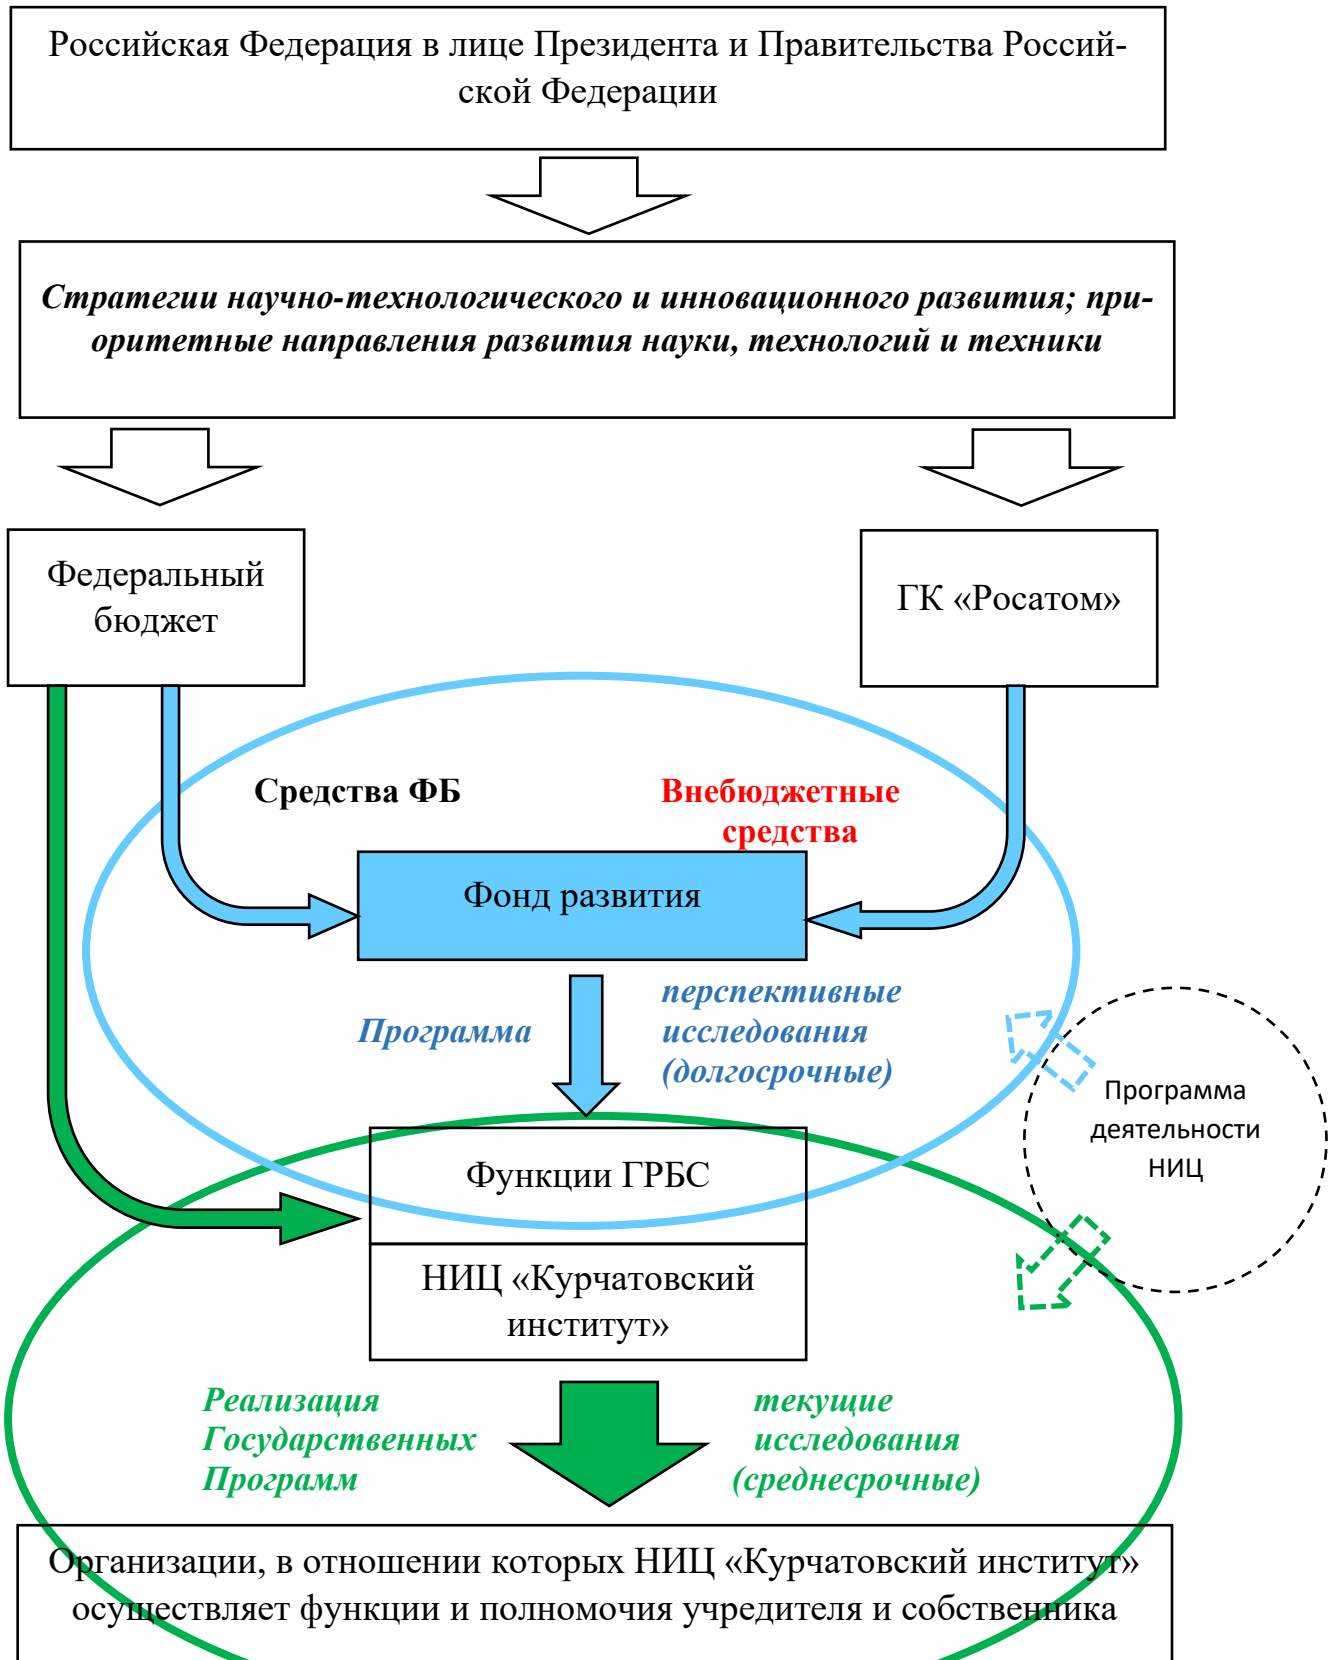 Российская Федерация в лице Президента и Правительства Россий-
ской Федерации
Стратегии научно-технологического и инновационного развития; при-
оритетные направления развития науки, технологий и техники
Федеральный
бюджет
ГК «Росатом»
Средства ФБ
Внебюджетные
средства
Фонд развития
Программа
перспективные
исследования
(долгосрочные)
Программа
деятельности
НИЦ
Функции ГРБС
НИЦ «Курчатовский
институт»
Реализация
Государственных
Программ
текущие
исследования
(среднесрочные)
Организации, в отношении которых НИЦ «Курчатовский институт»
осуществляет функции и полномочия учредителя и собственника